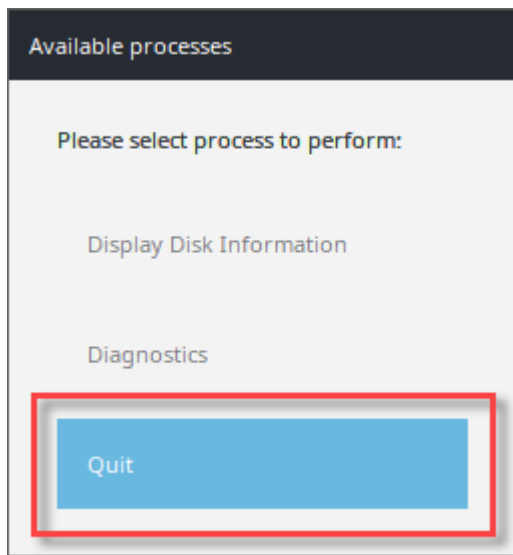 Available processes
Please select process to perform:
Display Disk Information
Diagnostics
Quit